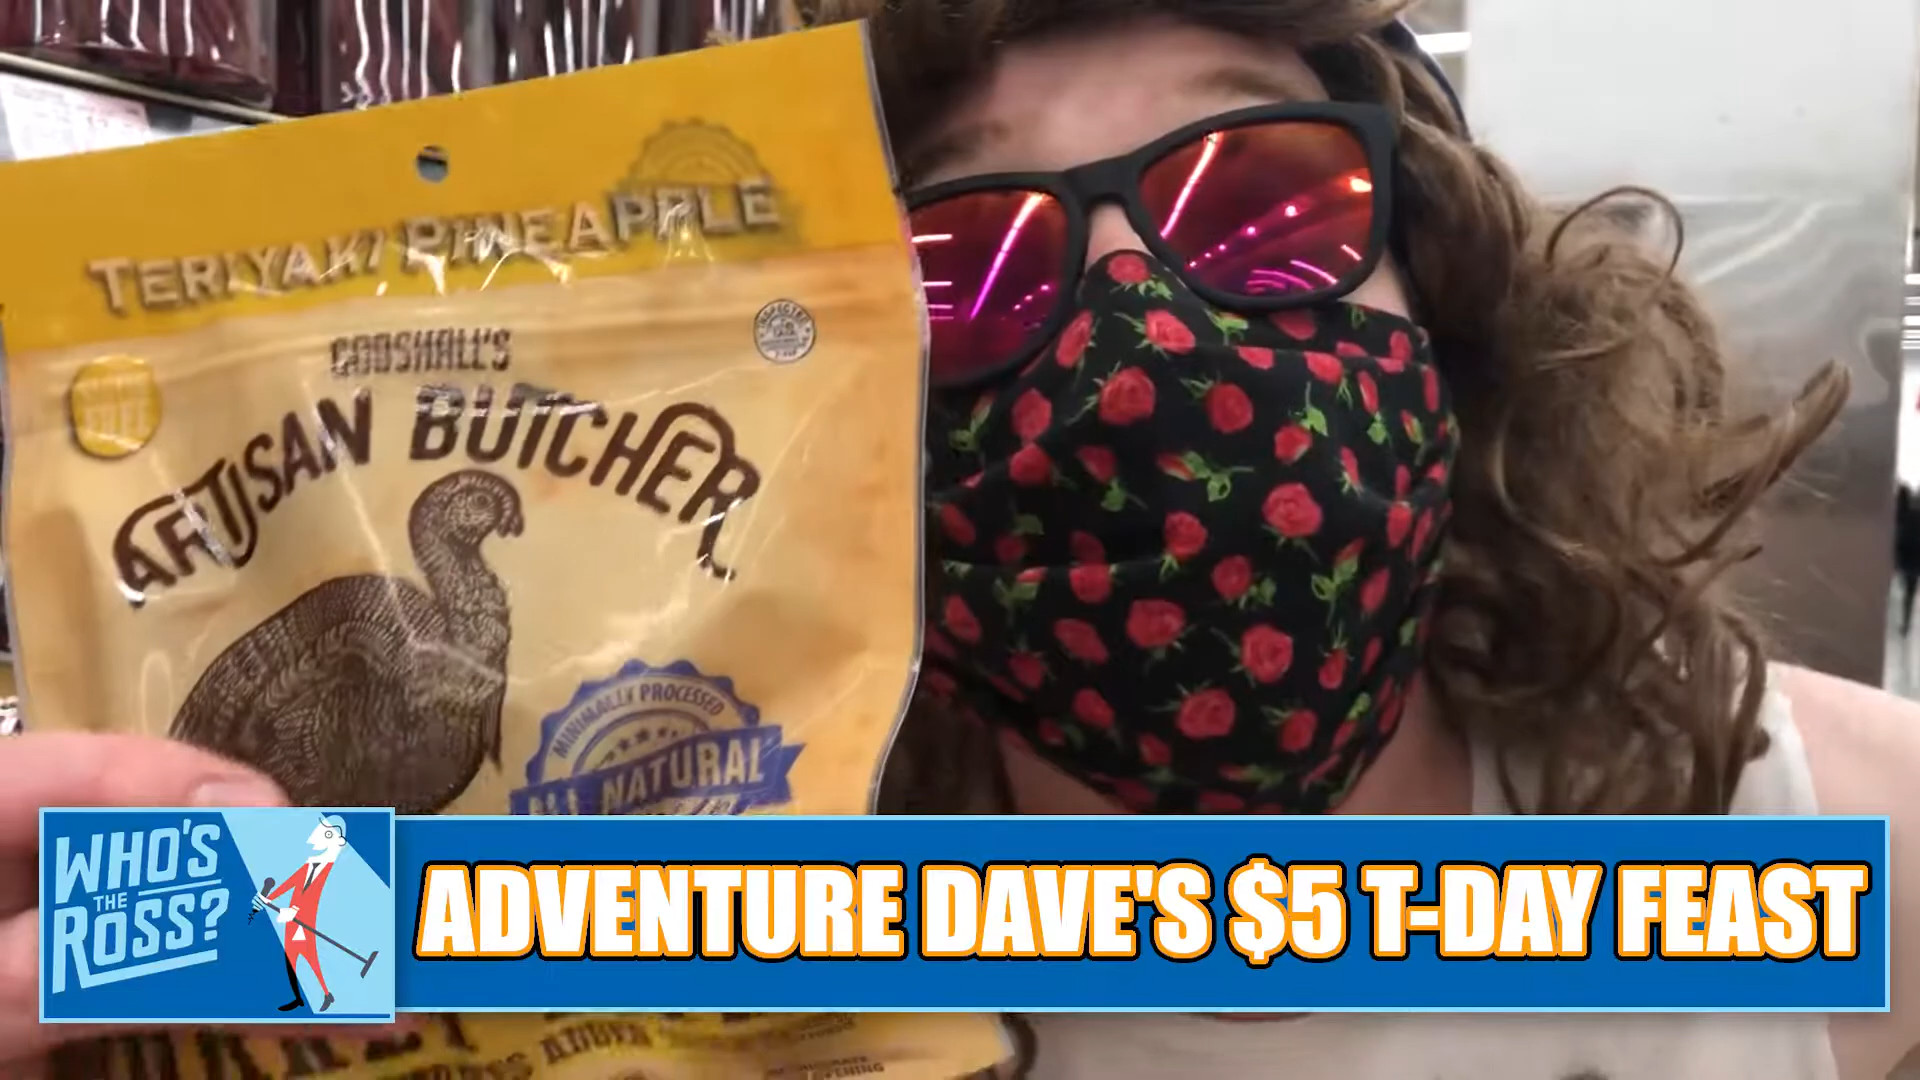 TERIYAKI PINEAPPLE
GODSHALL'S
ARTISAN BUTCHER
MINIMALLY PROCESSED
ALL NATURAL
WHO'S
THE
ROSS?
ADVENTURE DAVE'S $5 T-DAY FEAST